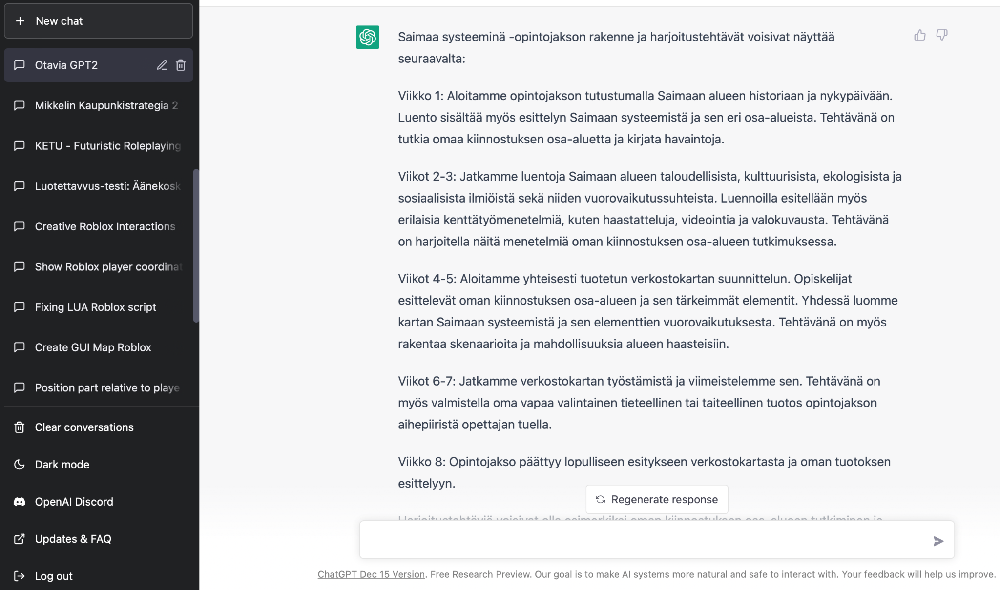 New chat
Otavia GPT2
Mikkelin Kaupunkistrategia 2
KETU - Futuristic Roleplaying
Luotettavvus-testi: Äänekosk
Creative Roblox Interactions
Show Roblox player coordinat
Fixing LUA Roblox script
Create GUI Map Roblox
Position part relative to playe
Clear conversations
Dark mode
OpenAI Discord
Updates & FAQ
Log out
Saimaa systeeminä -opintojakson rakenne ja harjoitustehtävät voisivat näyttää
seuraavalta:
Viikko 1: Aloitamme opintojakson tutustumalla Saimaan alueen historiaan ja nykypäivään.
Luento sisältää myös esittelyn Saimaan systeemistä ja sen eri osa-alueista. Tehtävänä on
tutkia omaa kiinnostuksen osa-aluetta ja kirjata havaintoja.
Viikot 2-3: Jatkamme luentoja Saimaan alueen taloudellisista, kulttuurisista, ekologisista ja
sosiaalisista ilmiöistä sekä niiden vuorovaikutussuhteista. Luennoilla esitellään myös
erilaisia kenttätyömenetelmiä, kuten haastatteluja, videointia ja valokuvausta. Tehtävänä
on harjoitella näitä menetelmiä oman kiinnostuksen osa-alueen tutkimuksessa.
Viikot 4-5: Aloitamme yhteisesti tuotetun verkostokartan suunnittelun. Opiskelijat
esittelevät oman kiinnostuksen osa-alueen ja sen tärkeimmät elementit. Yhdessä luomme
kartan Saimaan systeemistä ja sen elementtien vuorovaikutuksesta. Tehtävänä on myös
rakentaa skenaarioita ja mahdollisuuksia alueen haasteisiin.
Viikot 6-7: Jatkamme verkostokartan työstämistä ja viimeistelemme sen. Tehtävänä on
myös valmistella oma vapaa valintainen tieteellinen tai taiteellinen tuotos opintojakson
aihepiiristä opettajan tuella.
Viikko 8: Opintojakso päättyy lopulliseen esitykseen verkostokartasta ja oman tuotoksen
esittelyyn.
Regenerate response
Harjoitustehtäviä voisivat olla esimerkiksi oman kiinnostuksen osa-alueen tutkiminen ja
ChatGPT Dec 15 Version. Free Research Preview. Our goal is to make AI systems more natural and safe to interact with. Your feedback will help us improve.